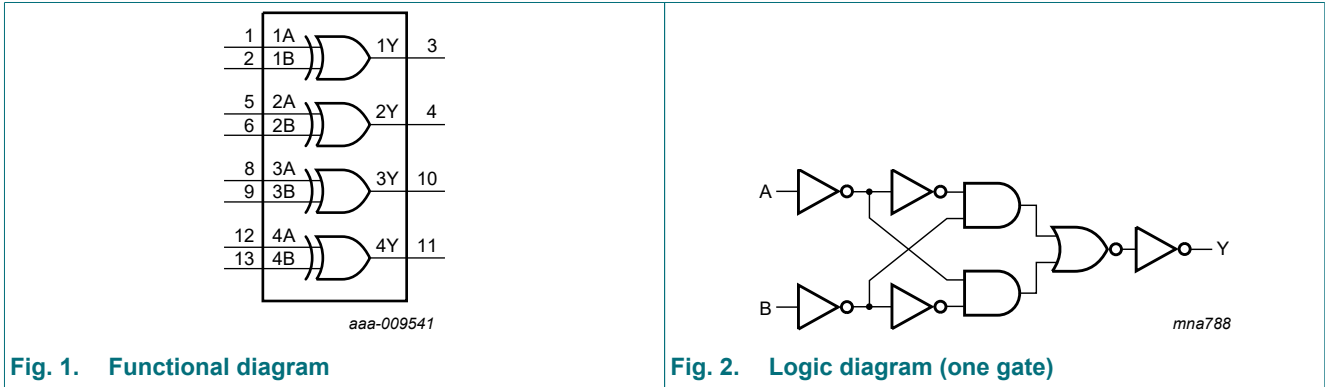 1 1A 1Y 3
2 1B
5 2A 2Y 4
6 2B
8 3A 3Y 10
9 3B
12 4A 4Y 11
13 4B
aaa-009541
Fig. 1. Functional diagram
A
B
Y
mna788
Fig. 2. Logic diagram (one gate)